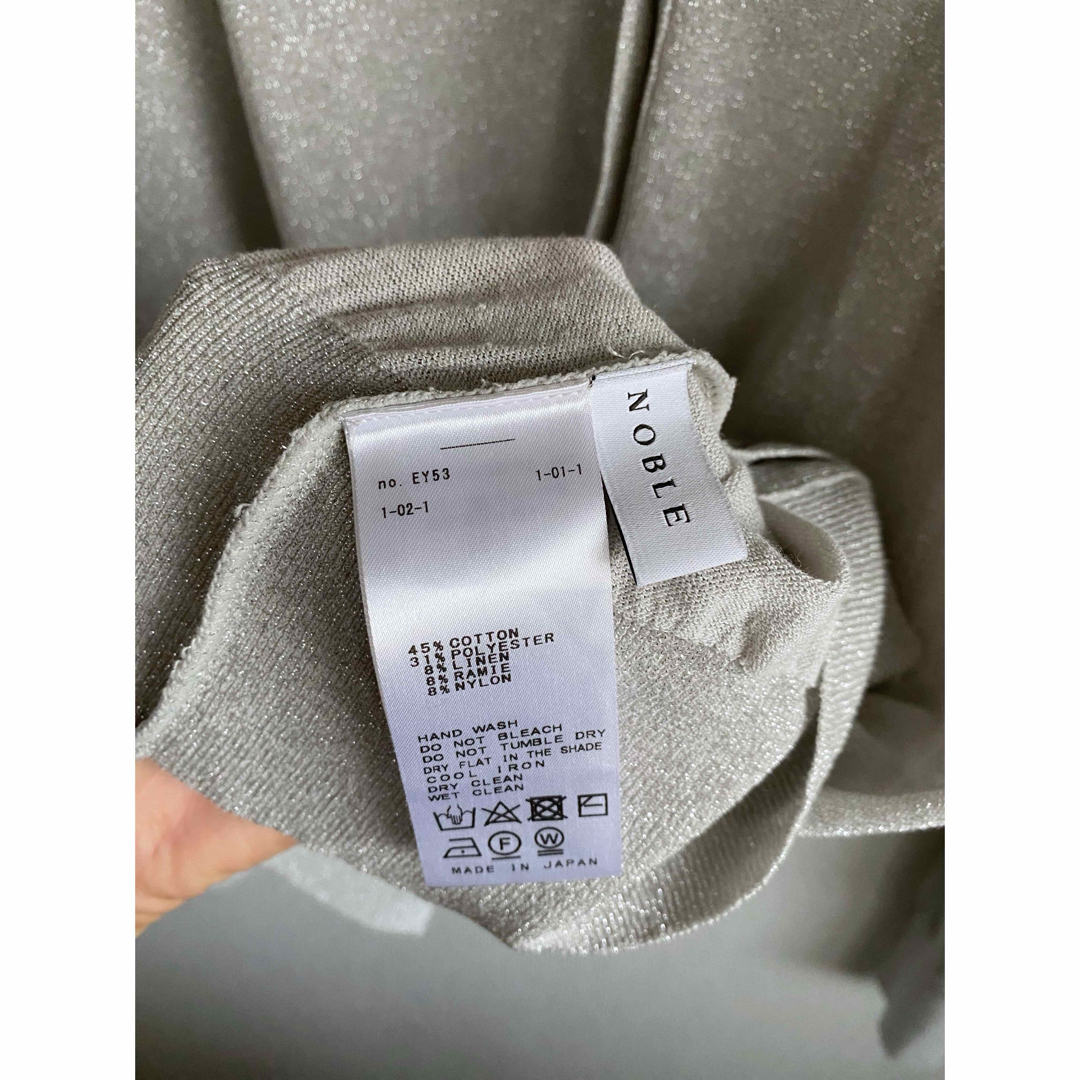 NOBLE
no. EY53 1-01-1
1-02-1
45% COTTON
31% POLYESTER
8% LINEN
8% RAMIE
8% NYLON
HAND WASH
DO NOT BLEACH
DO NOT TUMBLE DRY
DRY FLAT IN THE SHADE
COOL IRON
DRY CLEAN
WET CLEAN
F W
MADE IN JAPAN